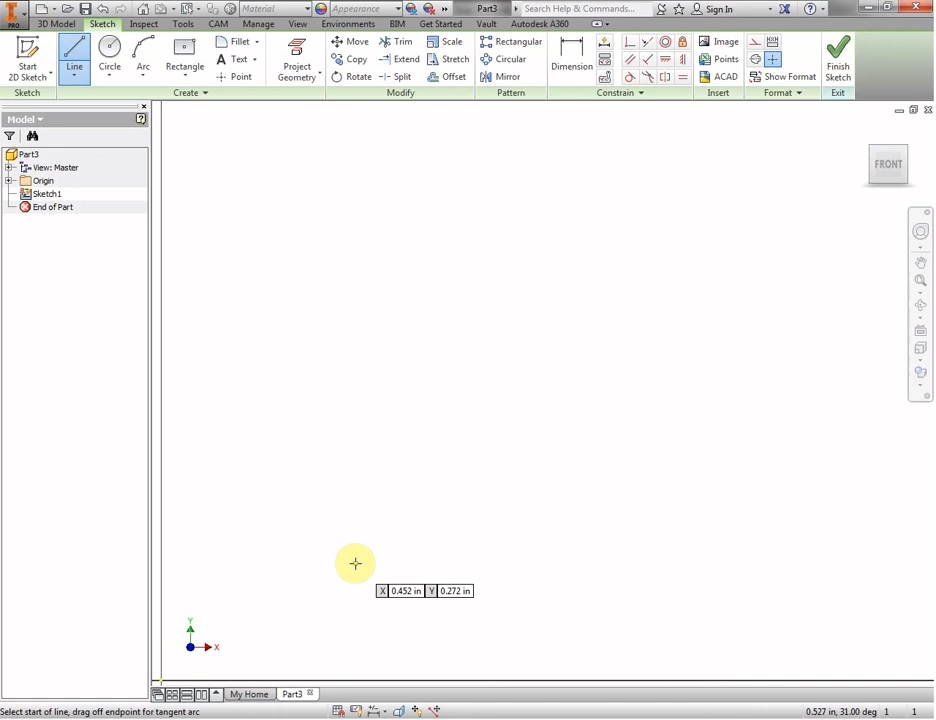 Material Appearance Part3 Search Help & Commands... Sign In
PRO 3D Model Sketch Inspect Tools CAM Manage View Environments BIM Get Started Vault Autodesk A360
Fillet Move Trim Scale Rectangular Image
Start 2D Sketch Line Circle Arc Rectangle Text Project Geometry Copy Extend Stretch Circular Dimension Points Finish Sketch
Point Rotate Split Offset Mirror ACAD Show Format
Sketch Create Modify Pattern Constrain Insert Format Exit
Model
Part3
View: Master
Origin
Sketch1
End of Part
FRONT
X 0.452 in Y 0.272 in
Y
X
My Home Part3
Select start of line, drag off endpoint for tangent arc 0.527 in, 31.00 deg 1 1